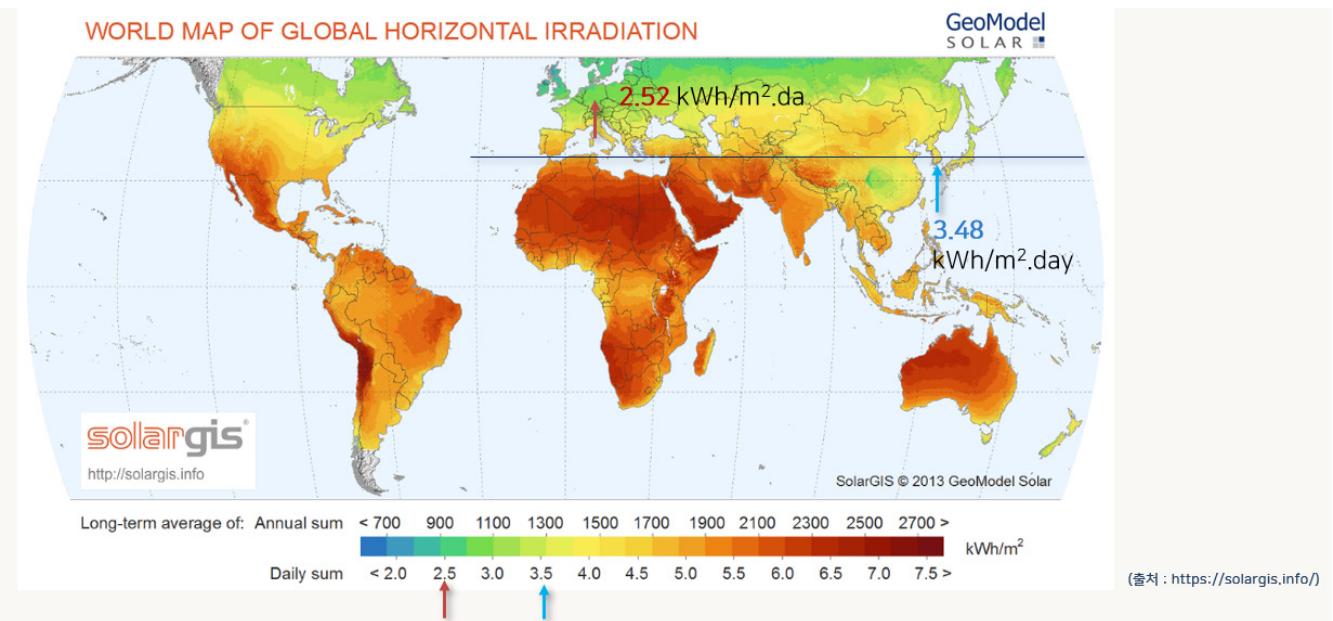 WORLD MAP OF GLOBAL HORIZONTAL IRRADIATION
GeoModel
SOLAR
2.52 kWh/m².da
3.48
kWh/m².day
solargis
http://solargis.info
SolarGIS © 2013 GeoModel Solar
Long-term average of: Annual sum < 700 900 1100 1300 1500 1700 1900 2100 2300 2500 2700 >
kWh/m²
Daily sum < 2.0 2.5 3.0 3.5 4.0 4.5 5.0 5.5 6.0 6.5 7.0 7.5 >
(출처 : https://solargis.info/)